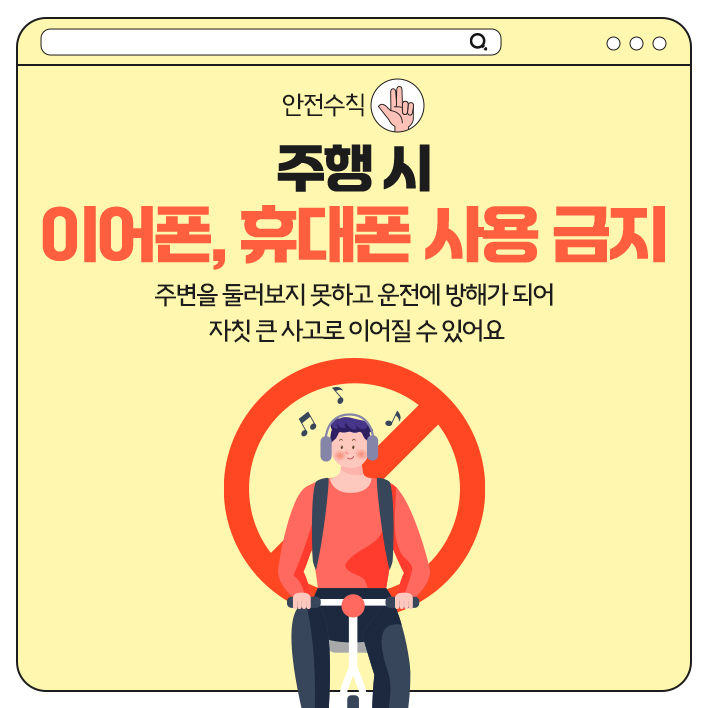 안전수칙
주행 시
이어폰, 휴대폰 사용 금지
주변을 둘러보지 못하고 운전에 방해가 되어
자칫 큰 사고로 이어질 수 있어요